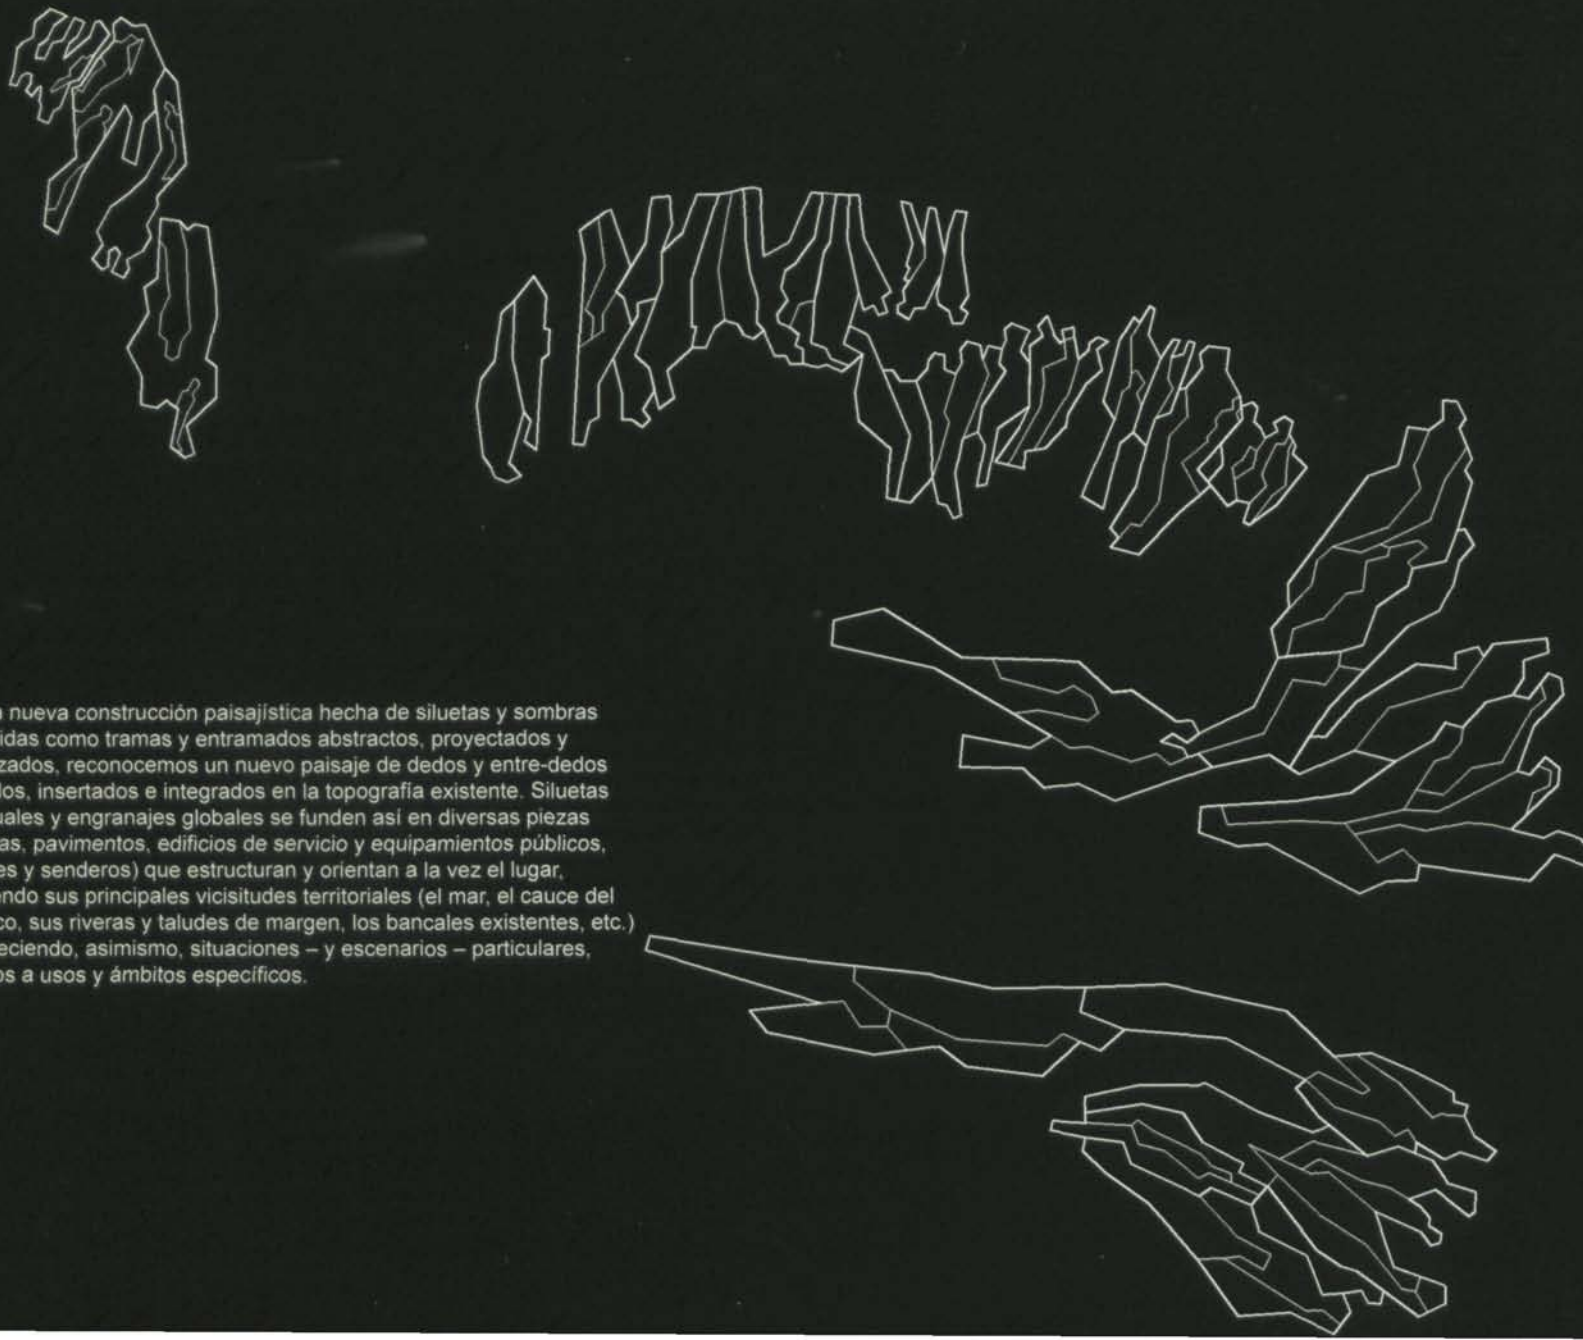 nueva construcción paisajística hecha de siluetas y sombras
idas como tramas y entramados abstractos, proyectados y
zados, reconocemos un nuevo paisaje de dedos y entre-dedos
los, insertados e integrados en la topografía existente. Siluetas
uales y engranajes globales se funden así en diversas piezas
as, pavimentos, edificios de servicio y equipamientos públicos,
es y senderos) que estructuran y orientan a la vez el lugar,
endo sus principales vicisitudes territoriales (el mar, el cauce del
co, sus riveras y taludes de margen, los bancales existentes, etc.)
eciendo, asimismo, situaciones – y escenarios – particulares,
os a usos y ámbitos específicos.